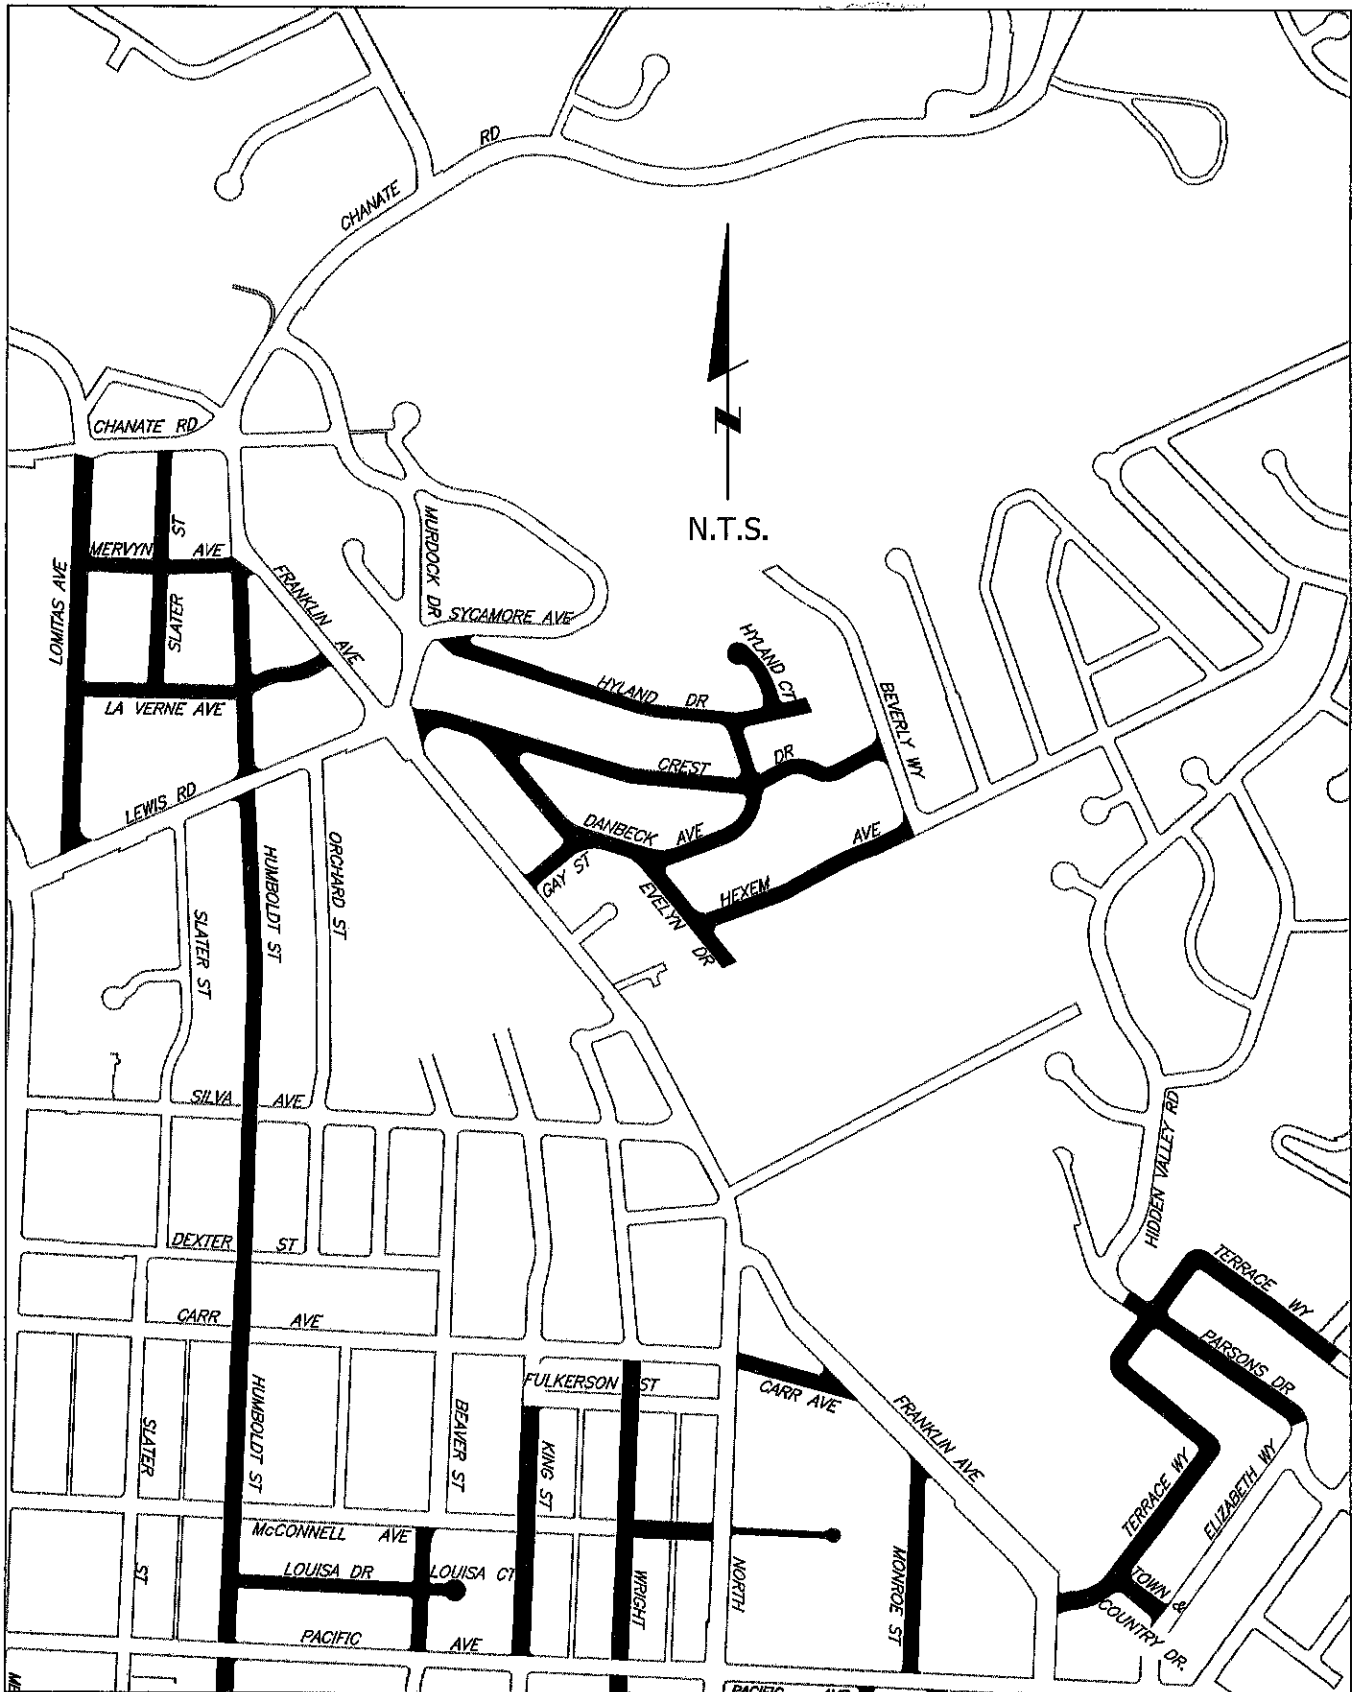 RD
CHANATE
CHANATE RD
N.T.S.
MERVYN AVE
ST
SLATER
LOMITAS AVE
FRANKLIN AVE
MURDOCK DR
SYCAMORE AVE
HYLAND CT
HYLAND DR
LA VERNE AVE
BEVERLY WY
CREST DR
LEWIS RD
DANBECK AVE
GAY ST
EVELYN DR
HEXEM AVE
ORCHARD ST
HUMBOLDT ST
SLATER ST
SILVA AVE
HIDDEN VALLEY RD
DEXTER ST
CARR AVE
TERRACE WY
PARSONS DR
FULKERSON ST
CARR AVE
FRANKLIN AVE
SLATER
ST
HUMBOLDT ST
BEAVER ST
KING ST
TERRACE WY
ELIZABETH WY
McCONNELL AVE
LOUISA DR
LOUISA CT
WRIGHT
NORTH
MONROE ST
TOWN &
COUNTRY DR.
PACIFIC AVE
PACIFIC AVE